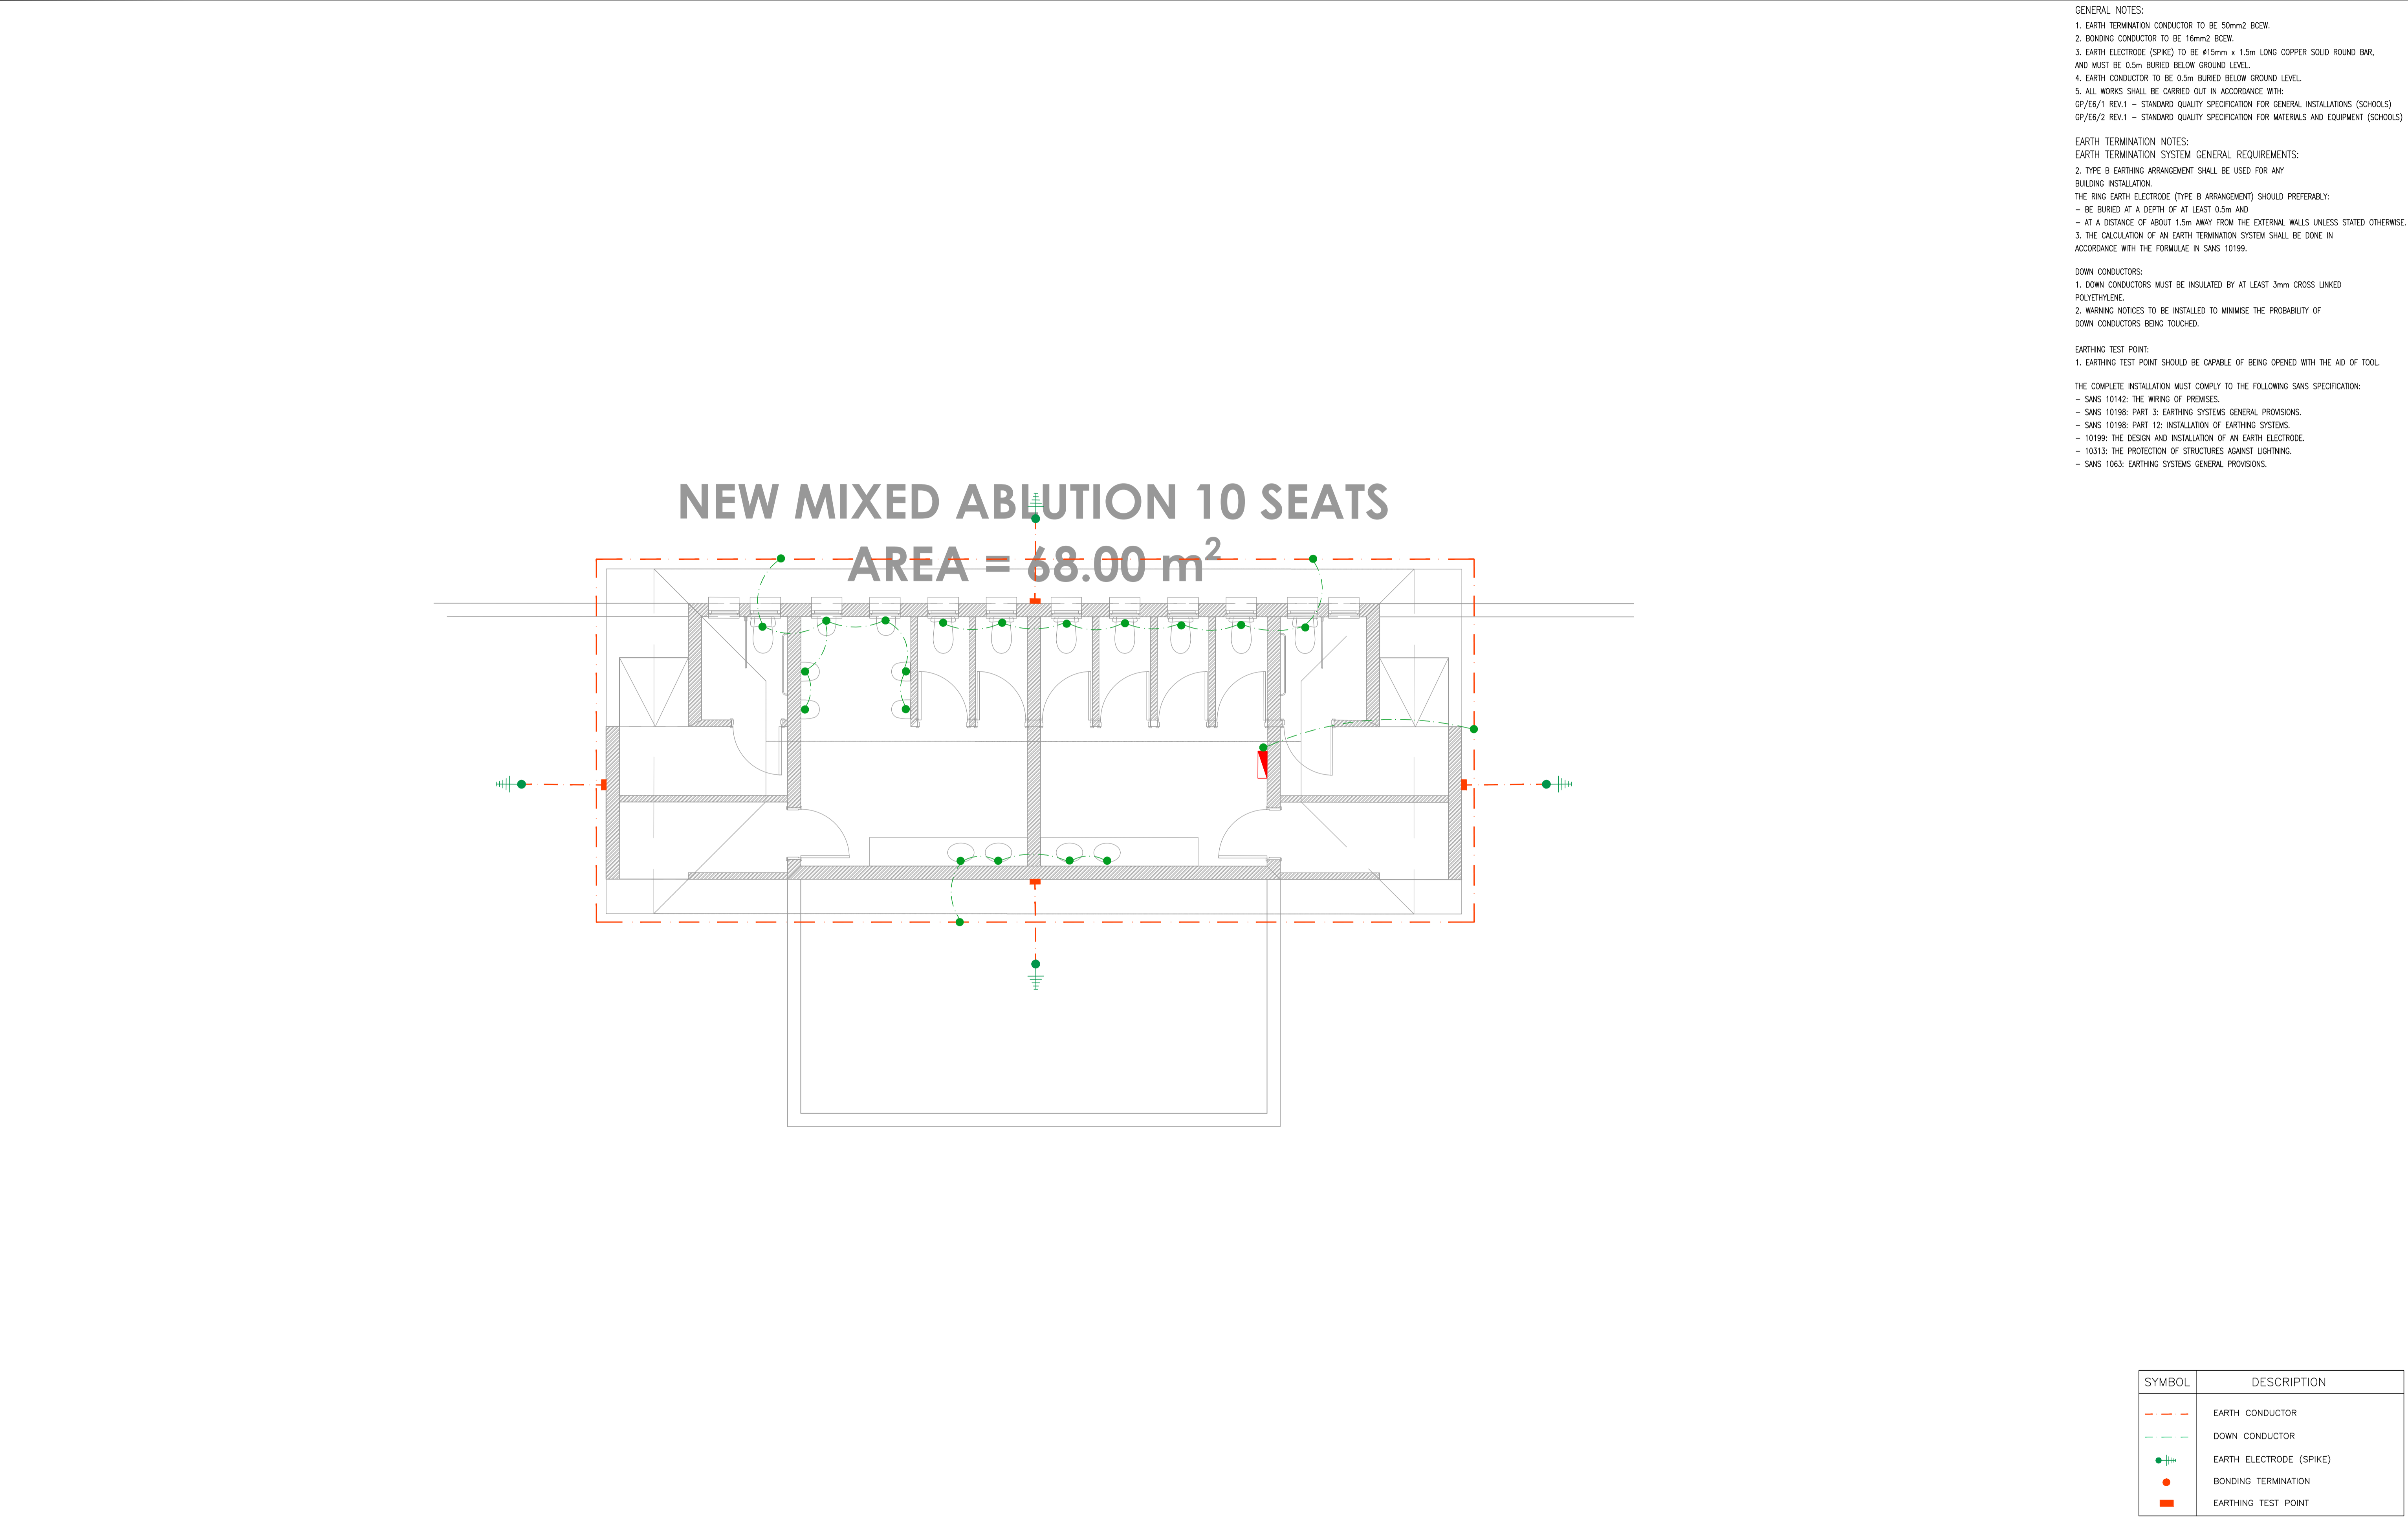 GENERAL NOTES:
1. EARTH TERMINATION CONDUCTOR TO BE 50mm2 BCEW.
2. BONDING CONDUCTOR TO BE 16mm2 BCEW.
3. EARTH ELECTRODE (SPIKE) TO BE ø15mm x 1.5m LONG COPPER SOLID ROUND BAR,
AND MUST BE 0.5m BURIED BELOW GROUND LEVEL.
4. EARTH CONDUCTOR TO BE 0.5m BURIED BELOW GROUND LEVEL.
5. ALL WORKS SHALL BE CARRIED OUT IN ACCORDANCE WITH:
GP/E6/1 REV.1 – STANDARD QUALITY SPECIFICATION FOR GENERAL INSTALLATIONS (SCHOOLS)
GP/E6/2 REV.1 – STANDARD QUALITY SPECIFICATION FOR MATERIALS AND EQUIPMENT (SCHOOLS)
EARTH TERMINATION NOTES:
EARTH TERMINATION SYSTEM GENERAL REQUIREMENTS:
2. TYPE B EARTHING ARRANGEMENT SHALL BE USED FOR ANY
BUILDING INSTALLATION.
THE RING EARTH ELECTRODE (TYPE B ARRANGEMENT) SHOULD PREFERABLY:
– BE BURIED AT A DEPTH OF AT LEAST 0.5m AND
– AT A DISTANCE OF ABOUT 1.5m AWAY FROM THE EXTERNAL WALLS UNLESS STATED OTHERWISE.
3. THE CALCULATION OF AN EARTH TERMINATION SYSTEM SHALL BE DONE IN
ACCORDANCE WITH THE FORMULAE IN SANS 10199.
DOWN CONDUCTORS:
1. DOWN CONDUCTORS MUST BE INSULATED BY AT LEAST 3mm CROSS LINKED
POLYETHYLENE.
2. WARNING NOTICES TO BE INSTALLED TO MINIMISE THE PROBABILITY OF
DOWN CONDUCTORS BEING TOUCHED.
EARTHING TEST POINT:
1. EARTHING TEST POINT SHOULD BE CAPABLE OF BEING OPENED WITH THE AID OF TOOL.
THE COMPLETE INSTALLATION MUST COMPLY TO THE FOLLOWING SANS SPECIFICATION:
– SANS 10142: THE WIRING OF PREMISES.
– SANS 10198: PART 3: EARTHING SYSTEMS GENERAL PROVISIONS.
– SANS 10198: PART 12: INSTALLATION OF EARTHING SYSTEMS.
– 10199: THE DESIGN AND INSTALLATION OF AN EARTH ELECTRODE.
– 10313: THE PROTECTION OF STRUCTURES AGAINST LIGHTNING.
– SANS 1063: EARTHING SYSTEMS GENERAL PROVISIONS.
NEW MIXED ABLUTION 10 SEATS
AREA = 68.00 m²
SYMBOL DESCRIPTION
EARTH CONDUCTOR
DOWN CONDUCTOR
EARTH ELECTRODE (SPIKE)
BONDING TERMINATION
EARTHING TEST POINT